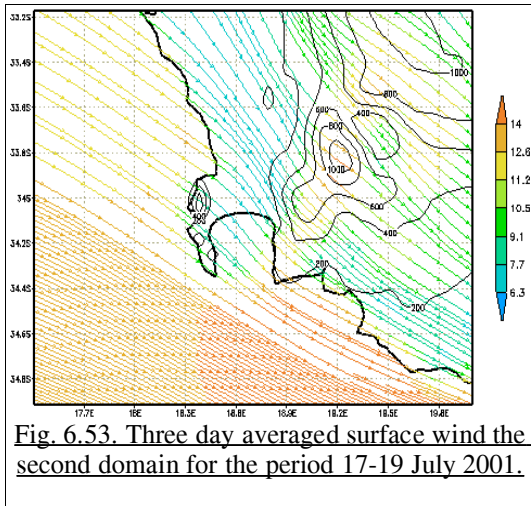 33.2S
33.4S
33.6S
33.8S
34S
34.2S
34.4S
34.6S
34.8S
17.7E 18E 18.3E 18.6E 18.9E 19.2E 19.5E 19.8E
1000
800
400
600
800
1000
600
400
200
400
200
14
12.6
11.2
10.5
9.1
7.7
6.3
Fig. 6.53. Three day averaged surface wind the
second domain for the period 17-19 July 2001.